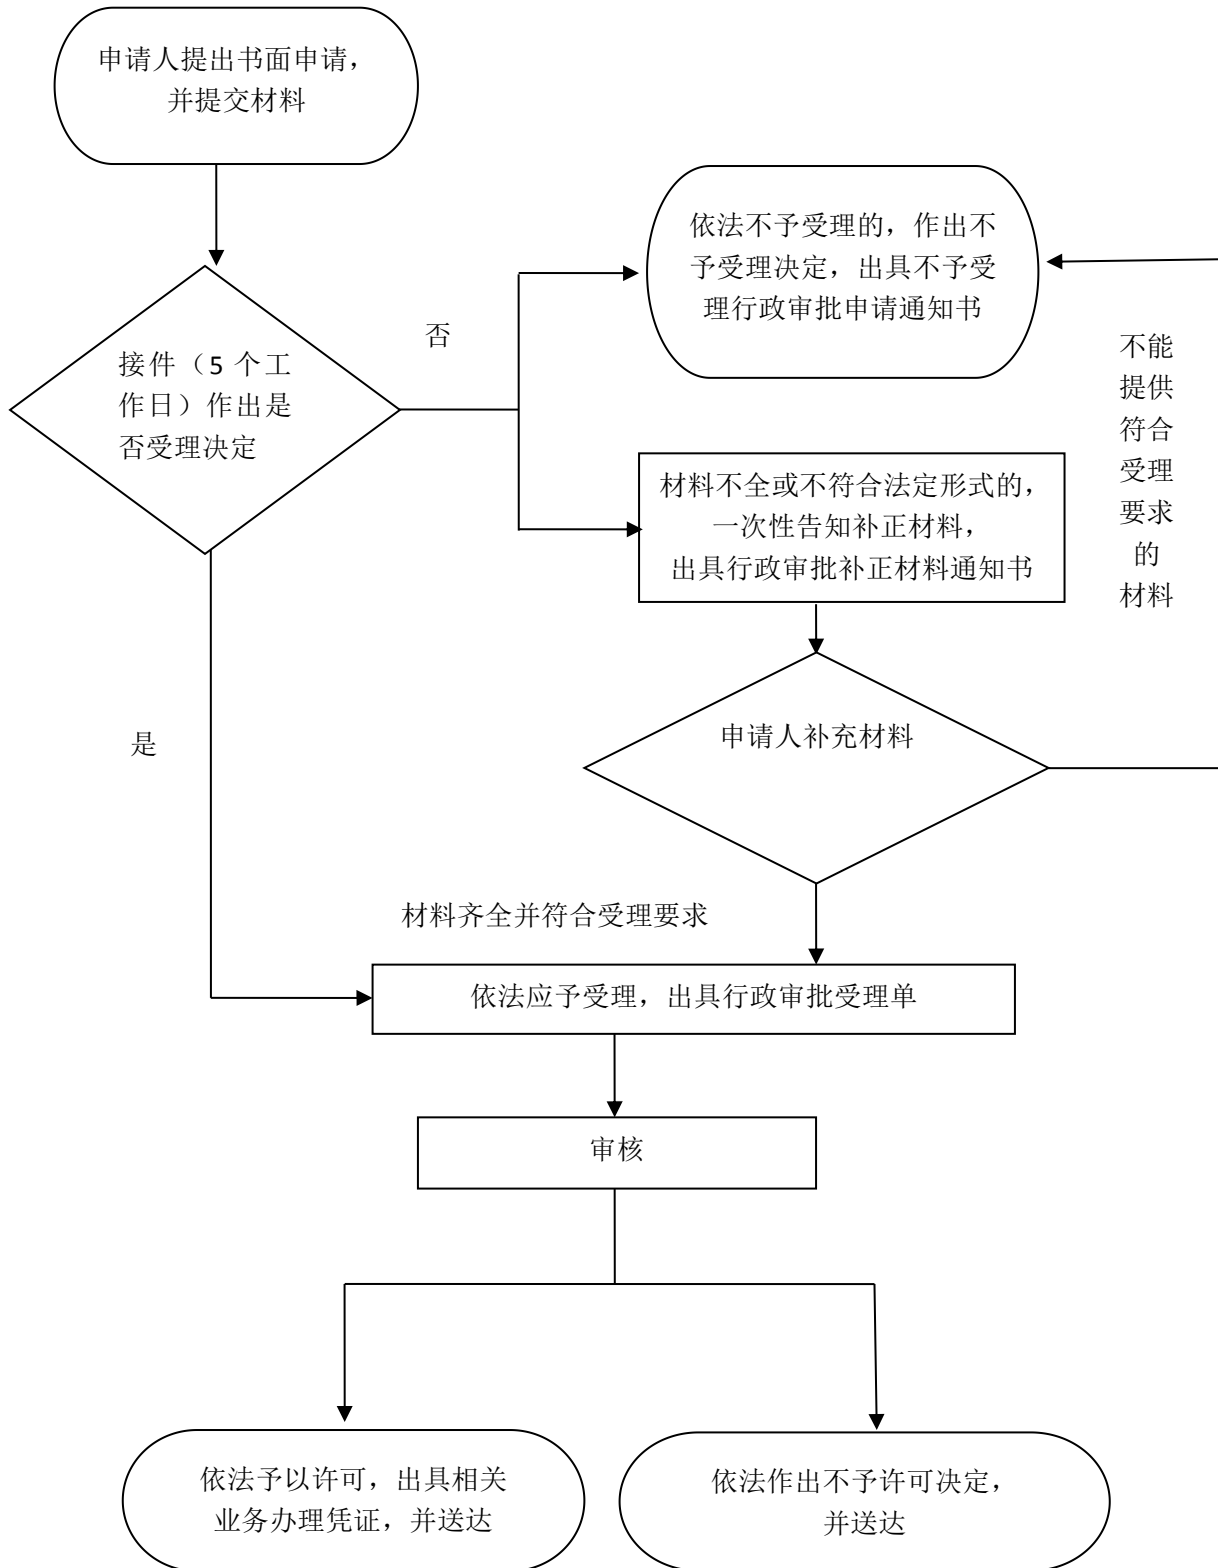 申请人提出书面申请，
并提交材料
依法不予受理的，作出不
予受理决定，出具不予受
理行政审批申请通知书
否
接件（5 个工
作日）作出是
否受理决定
不能
提供
符合
受理
要求
的
材料
材料不全或不符合法定形式的，
一次性告知补正材料，
出具行政审批补正材料通知书
是
申请人补充材料
材料齐全并符合受理要求
依法应予受理，出具行政审批受理单
审核
依法予以许可，出具相关
业务办理凭证，并送达
依法作出不予许可决定，
并送达